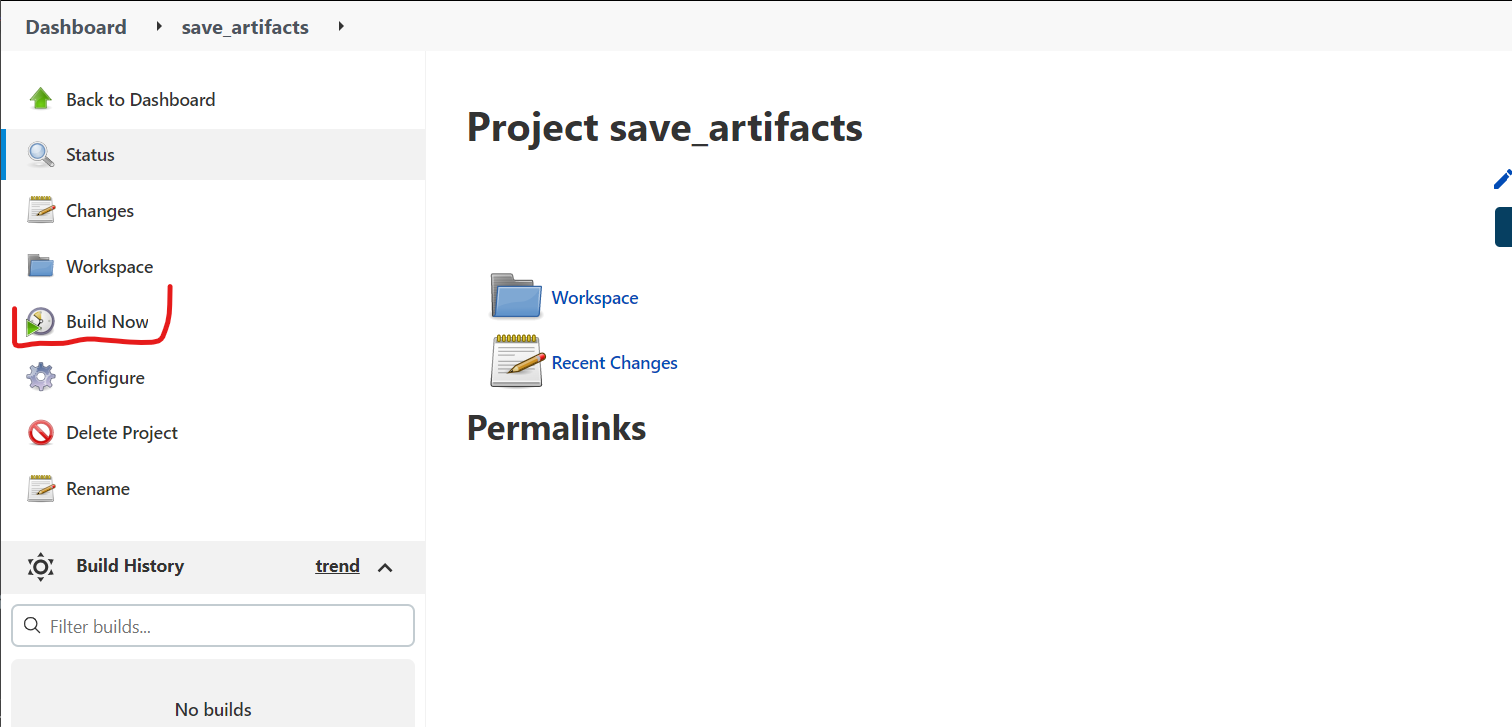 Dashboard save_artifacts
Back to Dashboard
Status
Changes
Workspace
Build Now
Configure
Delete Project
Rename
Build History trend
Filter builds...
No builds
Project save_artifacts
Workspace
Recent Changes
Permalinks